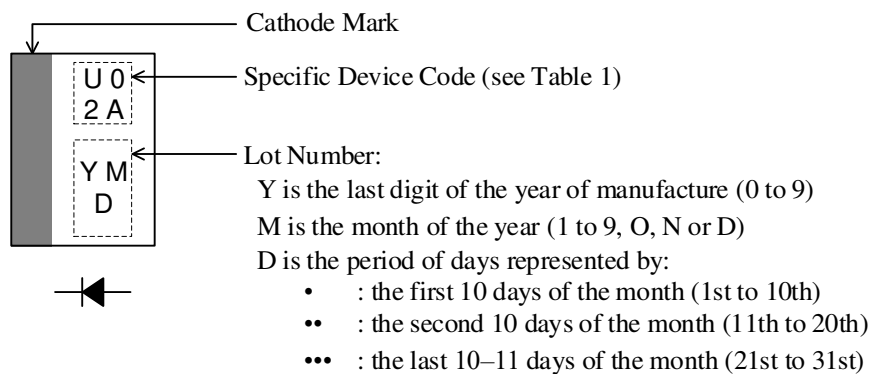 Cathode Mark
U 0
2 A
Specific Device Code (see Table 1)
Y M
D
Lot Number:
Y is the last digit of the year of manufacture (0 to 9)
M is the month of the year (1 to 9, O, N or D)
D is the period of days represented by:
• : the first 10 days of the month (1st to 10th)
•• : the second 10 days of the month (11th to 20th)
••• : the last 10–11 days of the month (21st to 31st)